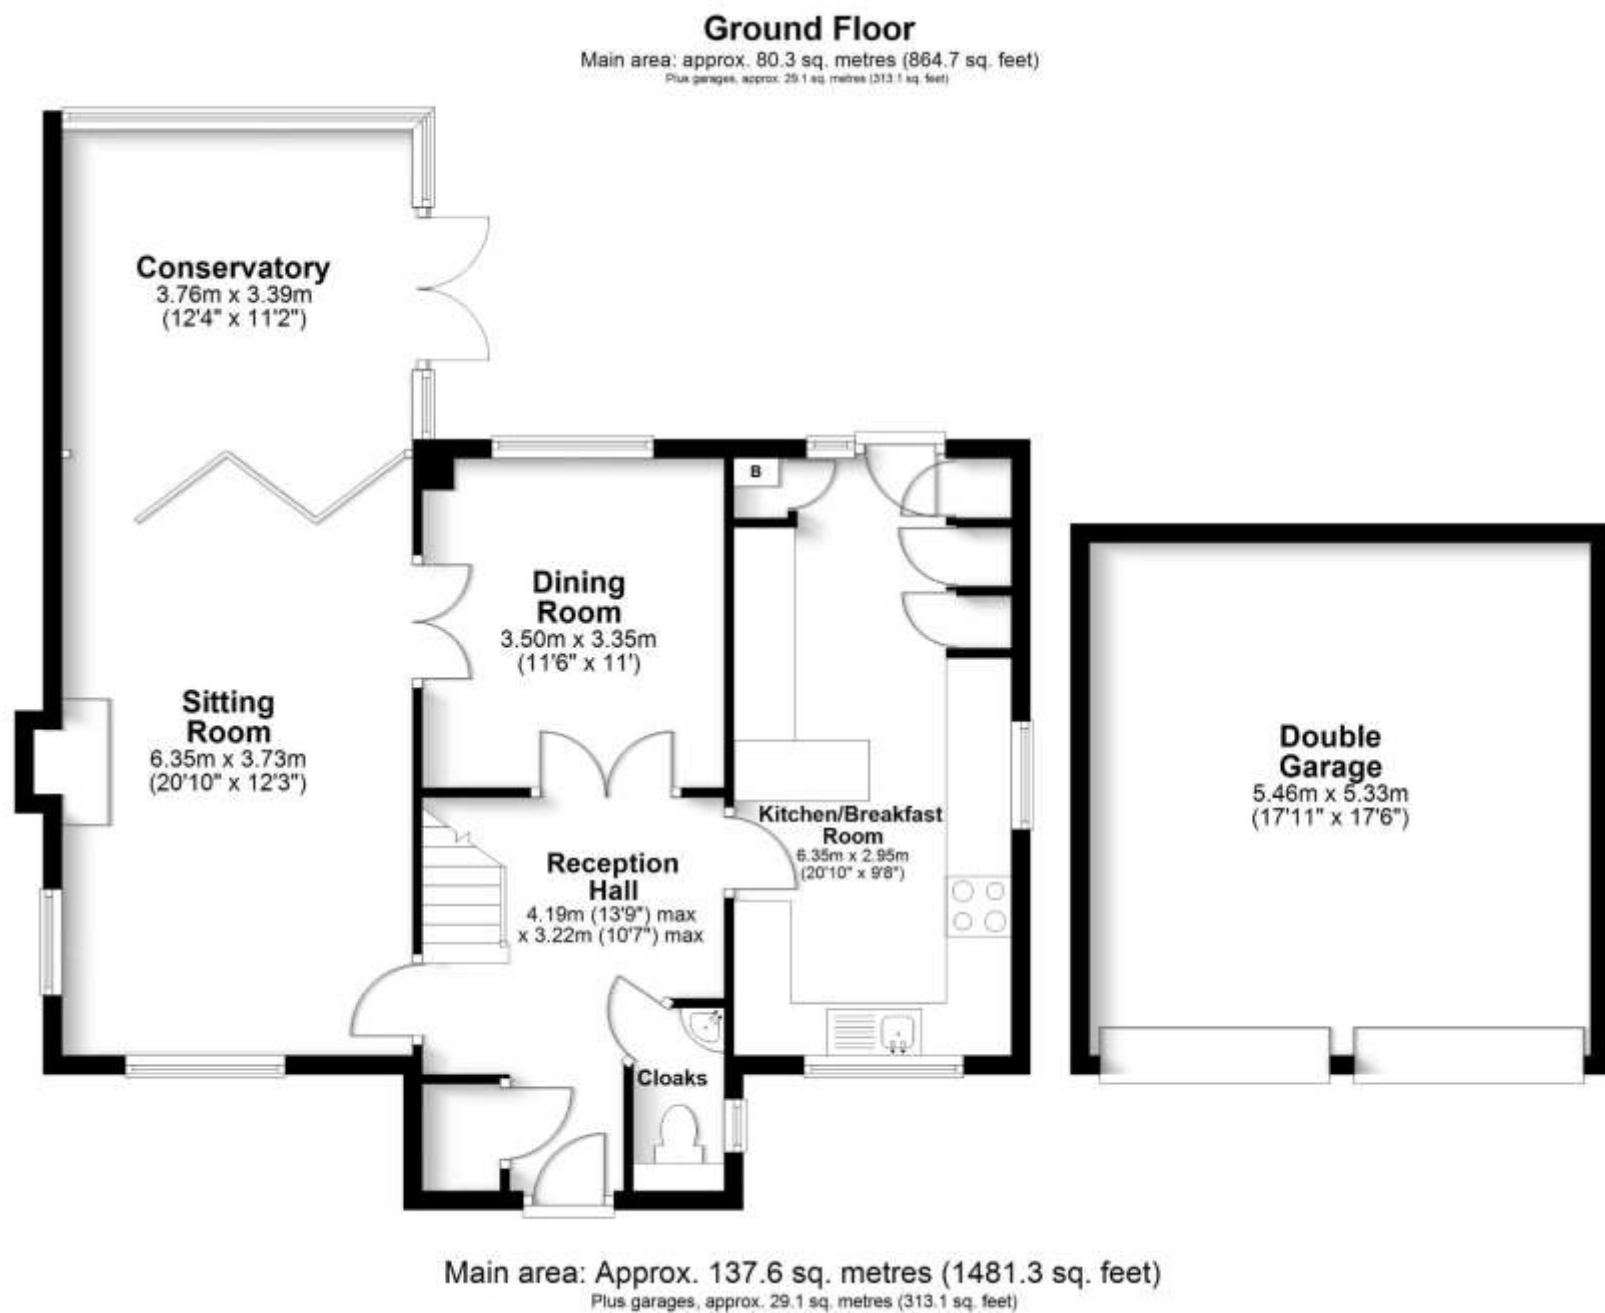 Ground Floor
Main area: approx. 80.3 sq. metres (864.7 sq. feet)
Plus garages, approx. 29.1 sq. metres (313.1 sq. feet)
Conservatory
3.76m x 3.39m
(12'4" x 11'2")
B
Dining
Room
3.50m x 3.35m
(11'6" x 11')
Sitting
Room
6.35m x 3.73m
(20'10" x 12'3")
Double
Garage
5.46m x 5.33m
(17'11" x 17'6")
Kitchen/Breakfast
Room
6.35m x 2.95m
(20'10" x 9'8")
Reception
Hall
4.19m (13'9") max
x 3.22m (10'7") max
Cloaks
Main area: Approx. 137.6 sq. metres (1481.3 sq. feet)
Plus garages, approx. 29.1 sq. metres (313.1 sq. feet)